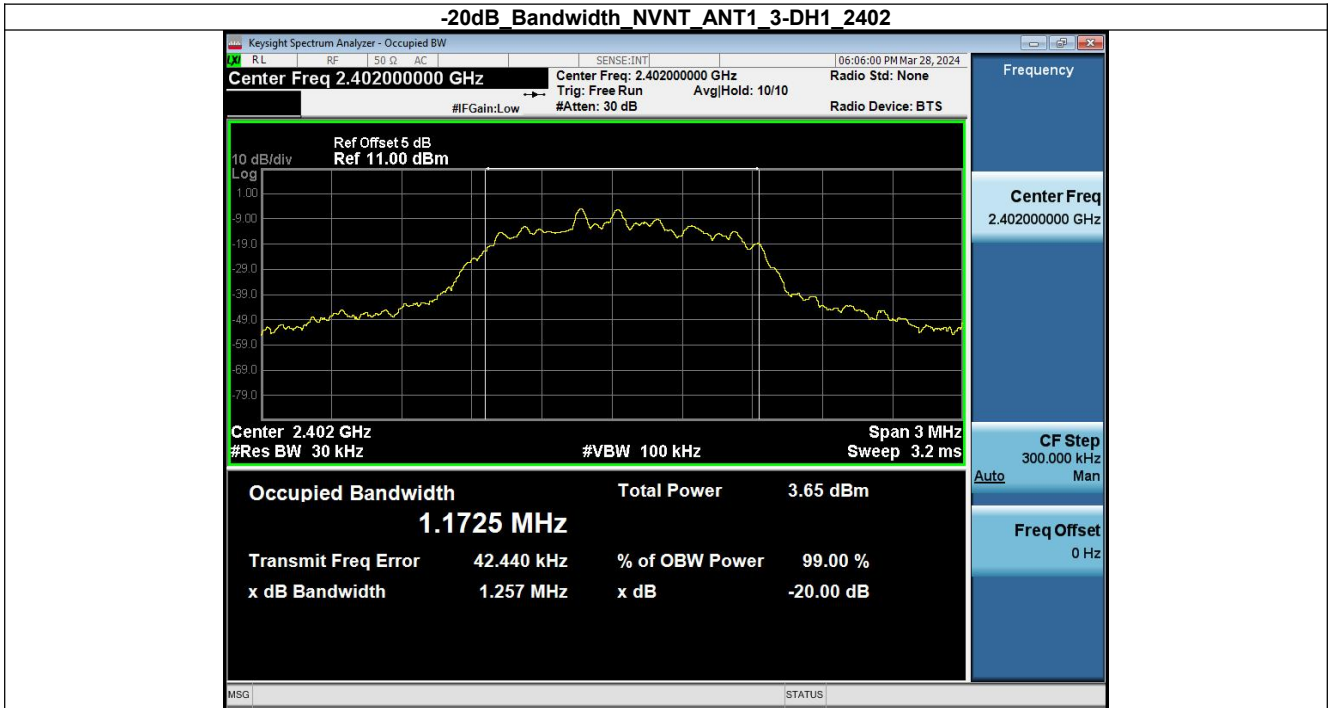 -20dB_Bandwidth_NVNT_ANT1_3-DH1_2402
Keysight Spectrum Analyzer - Occupied BW
LXI RL RF 50 Ω AC SENSE:INT 06:06:00 PM Mar 28, 2024
Center Freq 2.402000000 GHz Center Freq: 2.402000000 GHz Radio Std: None
Trig: Free Run Avg|Hold: 10/10
#IFGain:Low #Atten: 30 dB Radio Device: BTS
Frequency
Ref Offset 5 dB
10 dB/div Ref 11.00 dBm
Log
1.00
-9.00
-19.0
-29.0
-39.0
-49.0
-59.0
-69.0
-79.0
Center 2.402 GHz Span 3 MHz
#Res BW 30 kHz #VBW 100 kHz Sweep 3.2 ms
Occupied Bandwidth Total Power 3.65 dBm
1.1725 MHz
Transmit Freq Error 42.440 kHz % of OBW Power 99.00 %
x dB Bandwidth 1.257 MHz x dB -20.00 dB
Center Freq
2.402000000 GHz
CF Step
300.000 kHz
Auto Man
Freq Offset
0 Hz
MSG STATUS